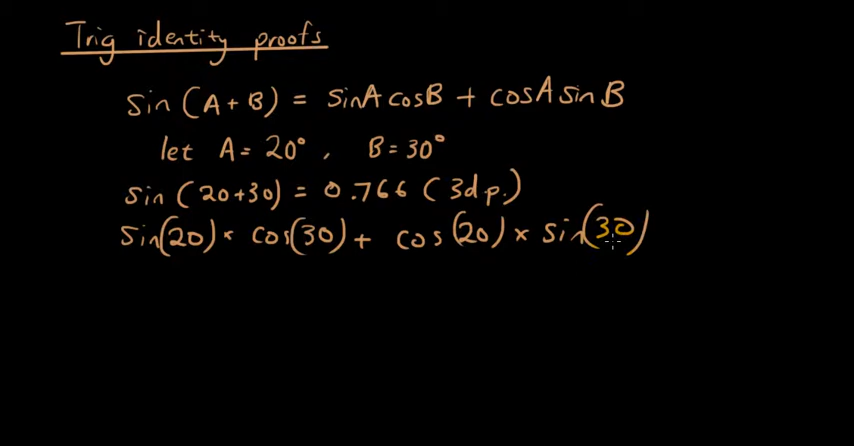 Trig identity proofs
sin (A + B) = sinA cosB + cosA sin B
let A = 20° , B = 30°
sin ( 20+30) = 0.766 ( 3d p.)
sin(20) × cos(30) + cos (20) × sin(30)